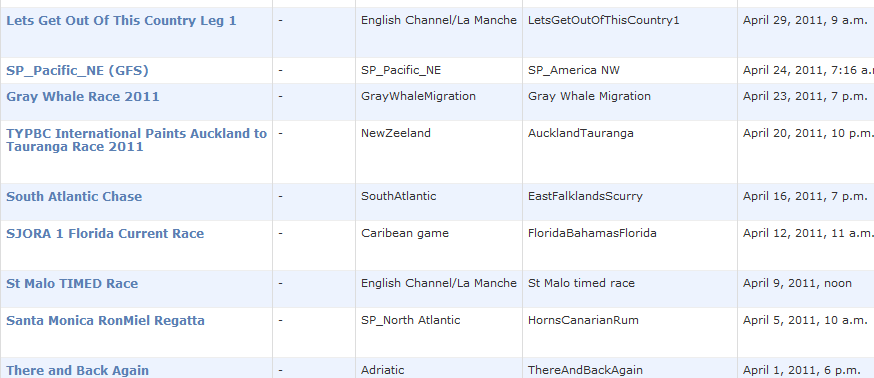 Lets Get Out Of This Country Leg 1 - English Channel/La Manche LetsGetOutOfThisCountry1 April 29, 2011, 9 a.m.
SP_Pacific_NE (GFS) - SP_Pacific_NE SP_America NW April 24, 2011, 7:16 a.m
Gray Whale Race 2011 - GrayWhaleMigration Gray Whale Migration April 23, 2011, 7 p.m.
TYPBC International Paints Auckland to - NewZeeland AucklandTauranga April 20, 2011, 10 p.m.
Tauranga Race 2011
South Atlantic Chase - SouthAtlantic EastFalklandsScurry April 16, 2011, 7 p.m.
SJORA 1 Florida Current Race - Caribean game FloridaBahamasFlorida April 12, 2011, 11 a.m.
St Malo TIMED Race - English Channel/La Manche St Malo timed race April 9, 2011, noon
Santa Monica RonMiel Regatta - SP_North Atlantic HornsCanarianRum April 5, 2011, 10 a.m.
There and Back Again - Adriatic ThereAndBackAgain April 1, 2011, 6 p.m.